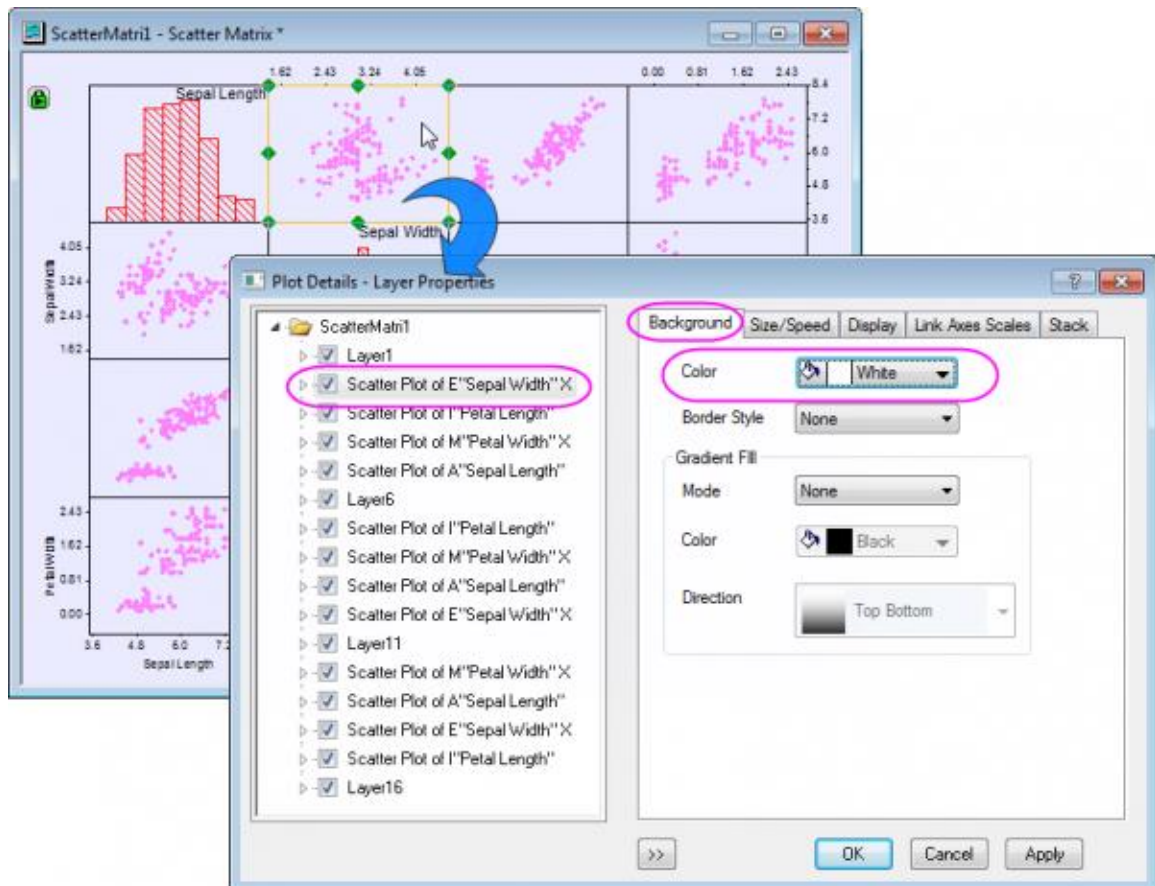 ScatterMatri1 - Scatter Matrix *
1.62 2.43 3.24 4.05 0.00 0.81 1.62 2.43
Sepal Length
8.4
7.2
6.0
4.8
3.6
Sepal Width
4.05
3.24
2.43
1.62
Sepal Width
2.43
1.62
0.81
0.00
Petal Width
3.6 4.8 6.0 7.2
Sepal Length
Plot Details - Layer Properties
ScatterMatri1
Layer1
Scatter Plot of E"Sepal Width" X
Scatter Plot of I"Petal Length"
Scatter Plot of M"Petal Width" X
Scatter Plot of A"Sepal Length"
Layer6
Scatter Plot of I"Petal Length"
Scatter Plot of M"Petal Width" X
Scatter Plot of A"Sepal Length"
Scatter Plot of E"Sepal Width" X
Layer11
Scatter Plot of M"Petal Width" X
Scatter Plot of A"Sepal Length"
Scatter Plot of E"Sepal Width" X
Scatter Plot of I"Petal Length"
Layer16
Background Size/Speed Display Link Axes Scales Stack
Color White
Border Style None
Gradient Fill
Mode None
Color Black
Direction Top Bottom
>> OK Cancel Apply